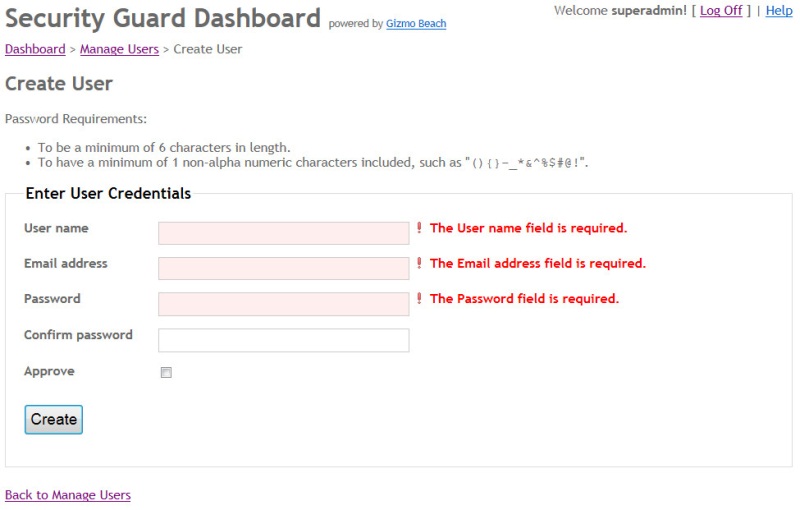 Security Guard Dashboard powered by Gizmo Beach
Welcome superadmin! [ Log Off ] | Help
Dashboard > Manage Users > Create User
Create User
Password Requirements:
• To be a minimum of 6 characters in length.
• To have a minimum of 1 non-alpha numeric characters included, such as "(){}-_*&^%$#@!".
Enter User Credentials
User name ! The User name field is required.
Email address ! The Email address field is required.
Password ! The Password field is required.
Confirm password
Approve
Create
Back to Manage Users